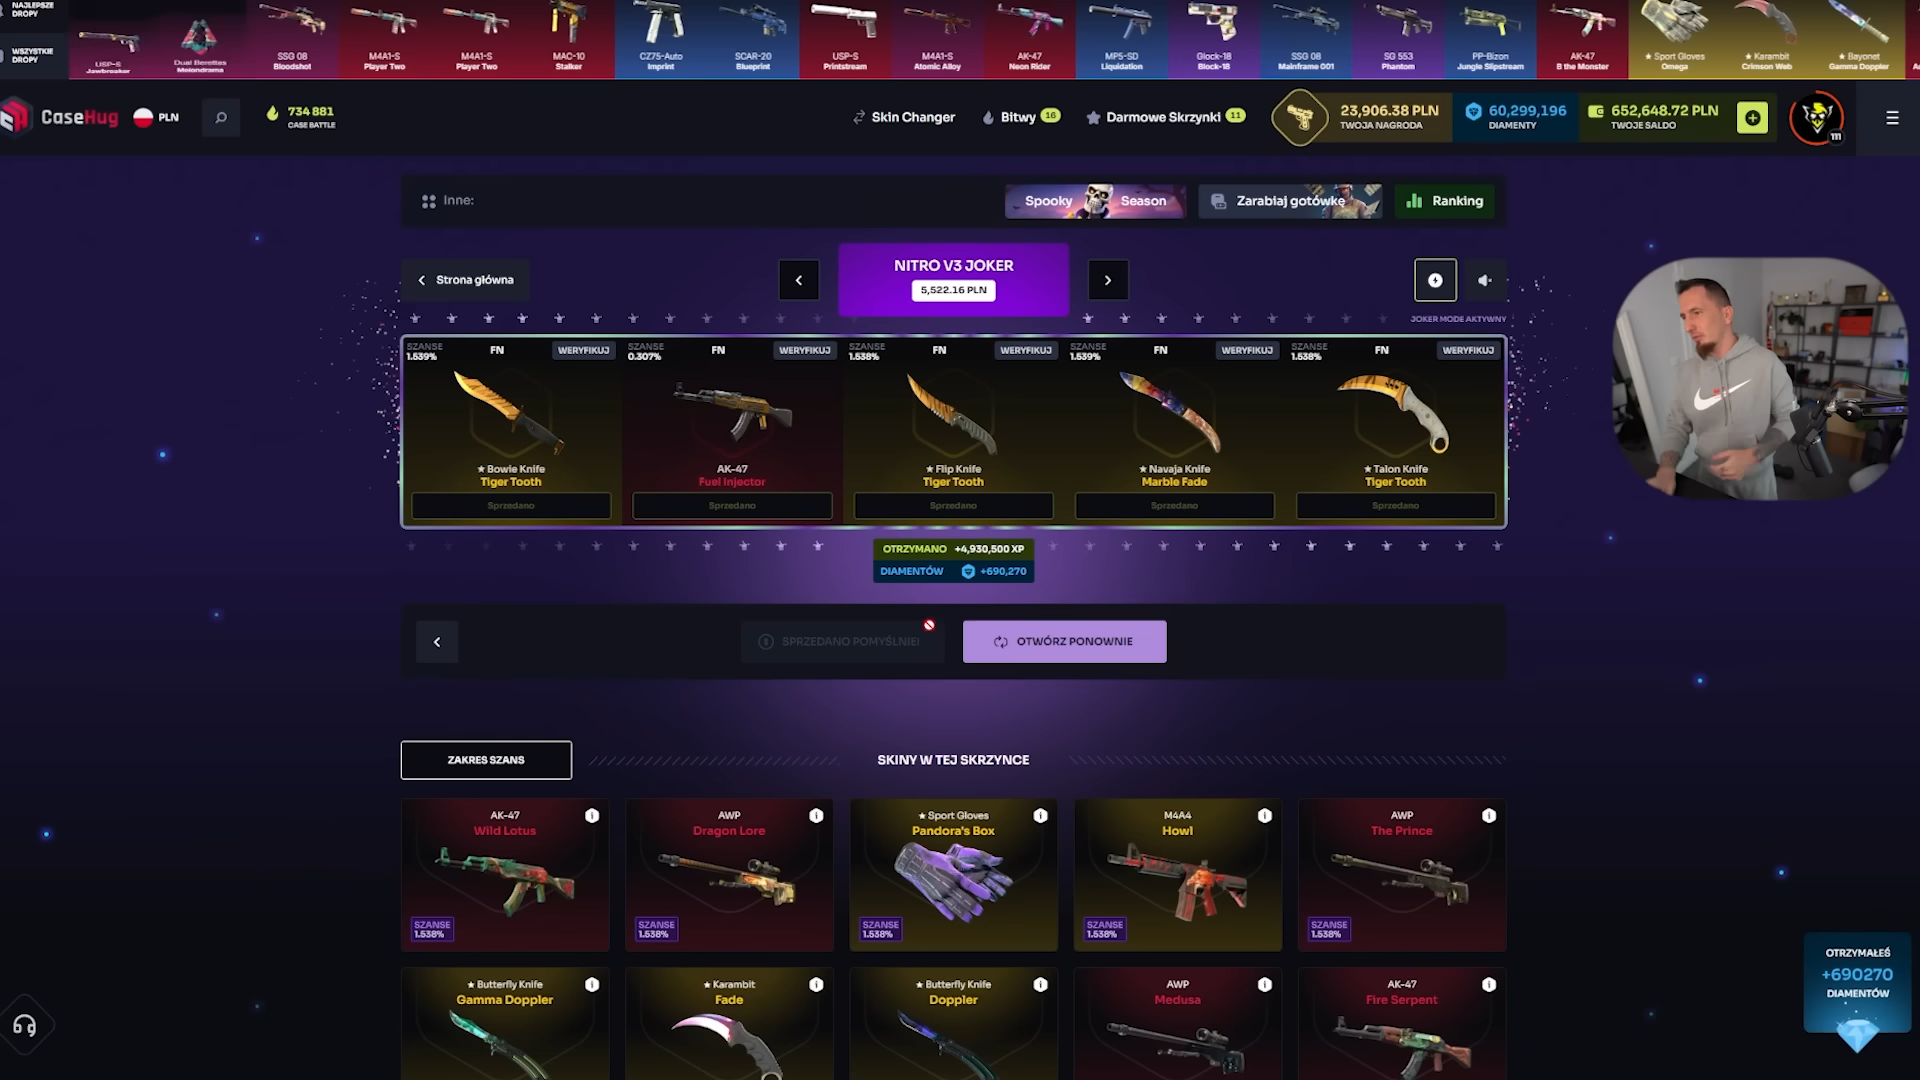 NAJLEPSZE
DROPY
WSZYSTKIE
DROPY
USP-S
Jawbreaker
Dual Berettas
Melondrama
SSG 08
Bloodshot
M4A1-S
Player Two
M4A1-S
Player Two
MAC-10
Stalker
CZ75-Auto
Imprint
SCAR-20
Blueprint
USP-S
Printstream
M4A1-S
Atomic Alloy
AK-47
Neon Rider
MP5-SD
Liquidation
Glock-18
Block-18
SSG 08
Mainframe 001
SG 553
Phantom
PP-Bizon
Jungle Slipstream
AK-47
B the Monster
★ Sport Gloves
Omega
★ Karambit
Crimson Web
★ Bayonet
Gamma Doppler
CaseHug
PLN
734 881
CASE BATTLE
Skin Changer
Bitwy 16
Darmowe Skrzynki 11
23,906.38 PLN
TWOJA NAGRODA
60,299,196
DIAMENTY
652,648.72 PLN
TWOJE SALDO
111
Inne:
Spooky Season
Zarabiaj gotówkę
Ranking
Strona główna
NITRO V3 JOKER
5,522.16 PLN
JOKER MODE AKTYWNY
SZANSE
1.539%
FN
WERYFIKUJ
★ Bowie Knife
Tiger Tooth
Sprzedano
SZANSE
0.307%
FN
WERYFIKUJ
AK-47
Fuel Injector
Sprzedano
SZANSE
1.538%
FN
WERYFIKUJ
★ Flip Knife
Tiger Tooth
Sprzedano
SZANSE
1.539%
FN
WERYFIKUJ
★ Navaja Knife
Marble Fade
Sprzedano
SZANSE
1.538%
FN
WERYFIKUJ
★ Talon Knife
Tiger Tooth
Sprzedano
OTRZYMANO +4,930,500 XP
DIAMENTÓW +690,270
SPRZEDANO POMYŚLNIE!
OTWÓRZ PONOWNIE
ZAKRES SZANS
SKINY W TEJ SKRZYNCE
AK-47
Wild Lotus
SZANSE
1.538%
AWP
Dragon Lore
SZANSE
1.538%
★ Sport Gloves
Pandora's Box
SZANSE
1.538%
M4A4
Howl
SZANSE
1.538%
AWP
The Prince
SZANSE
1.538%
★ Butterfly Knife
Gamma Doppler
★ Karambit
Fade
★ Butterfly Knife
Doppler
AWP
Medusa
AK-47
Fire Serpent
OTRZYMAŁEŚ
+690270
DIAMENTÓW